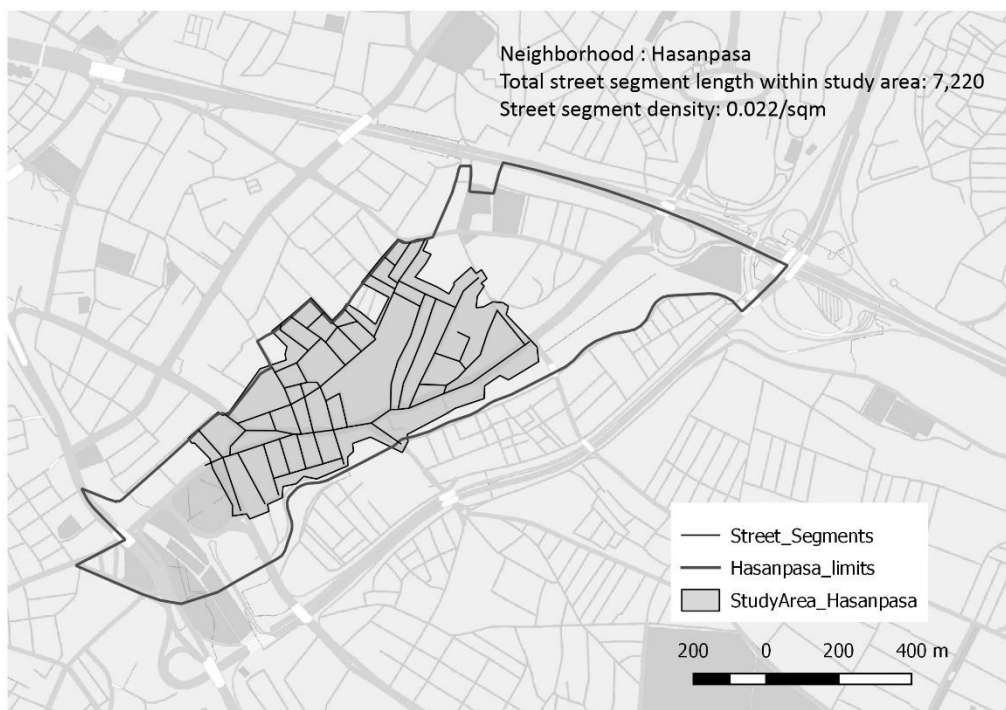 Neighborhood : Hasanpasa
Total street segment length within study area: 7,220
Street segment density: 0.022/sqm
Street_Segments
Hasanpasa_limits
StudyArea_Hasanpasa
200 0 200 400 m